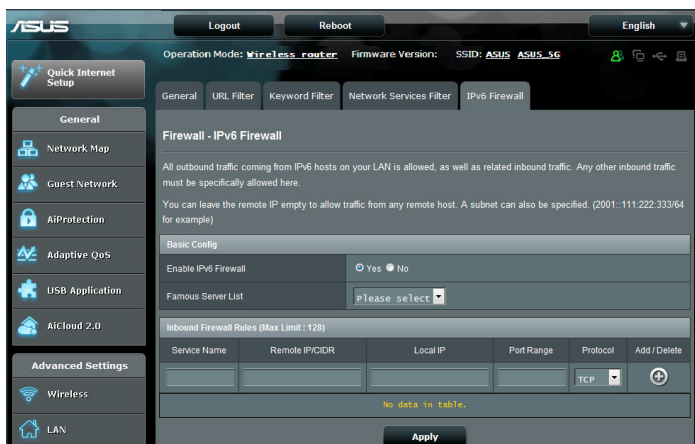 ASUS
Logout
Reboot
English
Operation Mode: Wireless router Firmware Version: SSID: ASUS ASUS_5G
Quick Internet
Setup
General
Network Map
Guest Network
AiProtection
Adaptive QoS
USB Application
AiCloud 2.0
Advanced Settings
Wireless
LAN
General
URL Filter
Keyword Filter
Network Services Filter
IPv6 Firewall
Firewall - IPv6 Firewall
All outbound traffic coming from IPv6 hosts on your LAN is allowed, as well as related inbound traffic. Any other inbound traffic
must be specifically allowed here.
You can leave the remote IP empty to allow traffic from any remote host. A subnet can also be specified. (2001::111:222:333/64
for example)
Basic Config
Enable IPv6 Firewall
Yes No
Famous Server List
Please select
Inbound Firewall Rules (Max Limit : 128)
Service Name Remote IP/CIDR Local IP Port Range Protocol Add / Delete
TCP
No data in table.
Apply